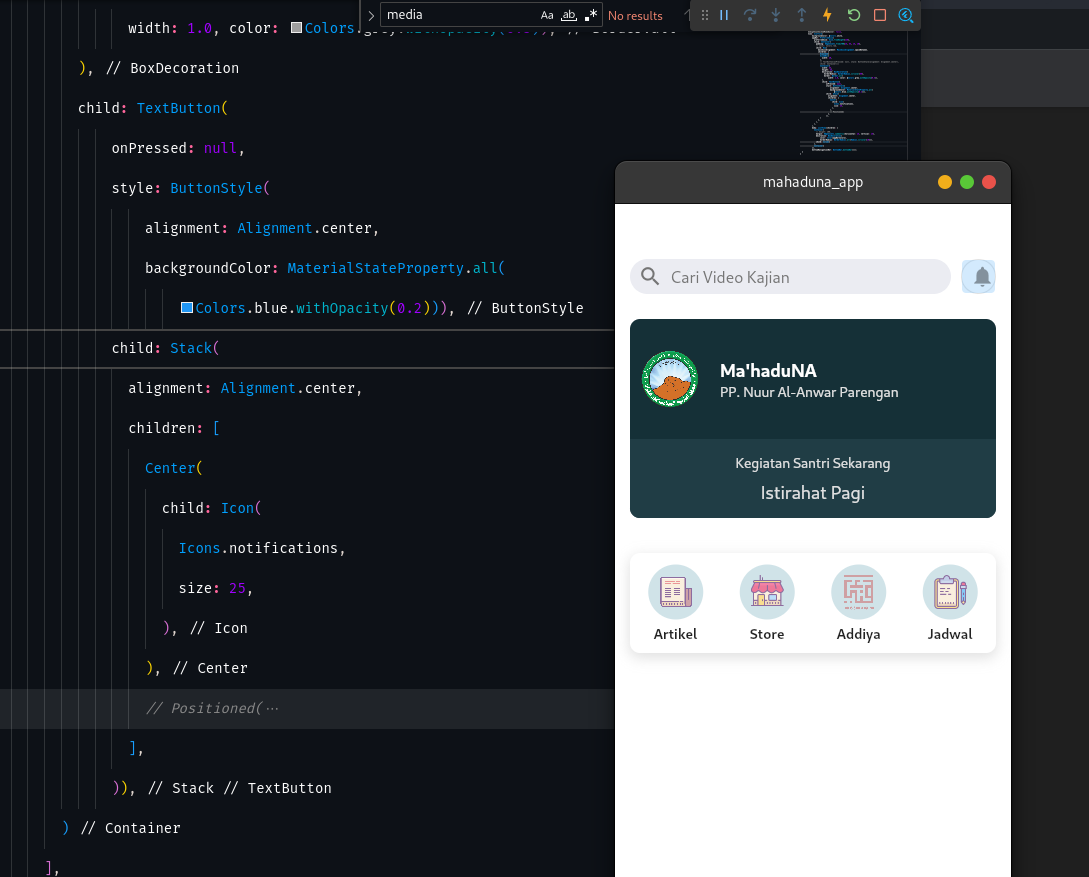 media
Aa
ab
No results
width: 1.0, color: Colors.
), // BoxDecoration
child: TextButton(
onPressed: null,
style: ButtonStyle(
alignment: Alignment.center,
backgroundColor: MaterialStateProperty.all(
Colors.blue.withOpacity(0.2))), // ButtonStyle
child: Stack(
alignment: Alignment.center,
children: [
Center(
child: Icon(
Icons.notifications,
size: 25,
), // Icon
), // Center
// Positioned(⋯
],
)), // Stack // TextButton
) // Container
],
mahaduna_app
Cari Video Kajian
Ma'haduNA
PP. Nuur Al-Anwar Parengan
Kegiatan Santri Sekarang
Istirahat Pagi
Artikel
Store
Addiya
Jadwal